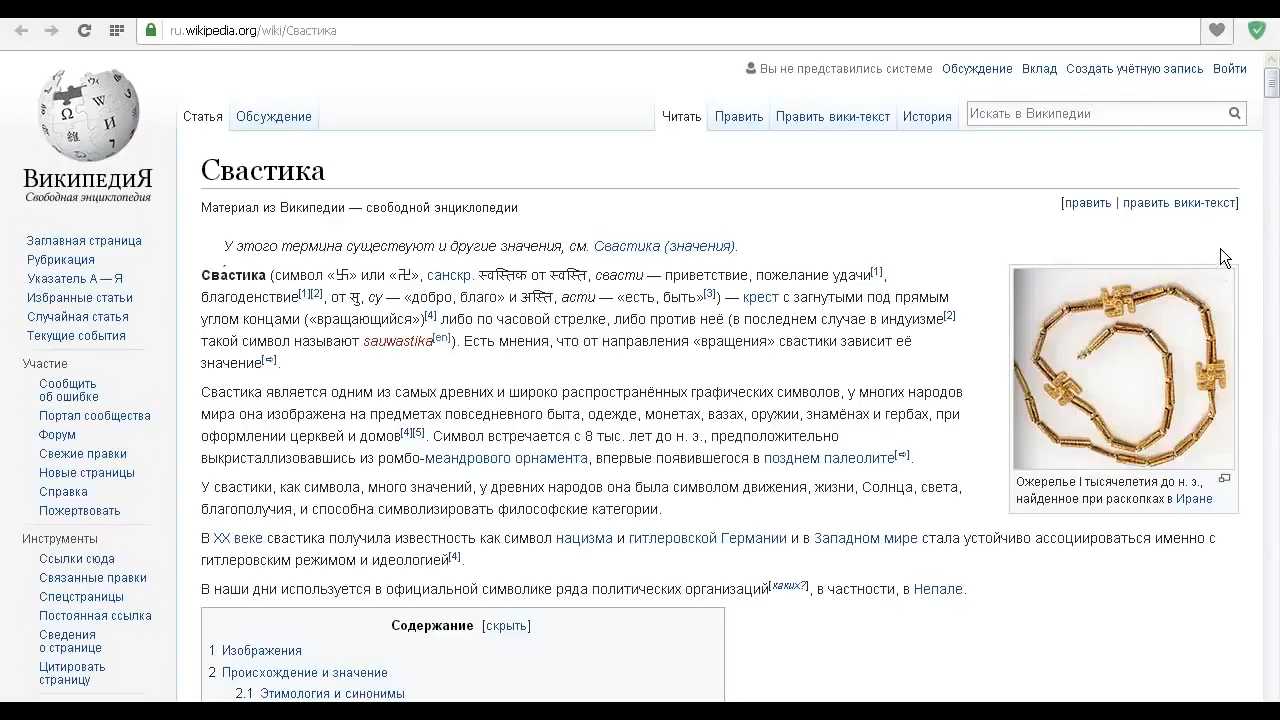 ru.wikipedia.org/wiki/Свастика
Вы не представились системе Обсуждение Вклад Создать учётную запись Войти
Статья Обсуждение Читать Править Править вики-текст История Искать в Википедии
ВикипедиЯ
Свободная энциклопедия
Заглавная страница
Рубрикация
Указатель А — Я
Избранные статьи
Случайная статья
Текущие события
Участие
Сообщить
об ошибке
Портал сообщества
Форум
Свежие правки
Новые страницы
Справка
Пожертвовать
Инструменты
Ссылки сюда
Связанные правки
Спецстраницы
Постоянная ссылка
Сведения
о странице
Цитировать
страницу
Свастика
Материал из Википедии — свободной энциклопедии
[править | править вики-текст]
У этого термина существуют и другие значения, см. Свастика (значения).
Сва́стика (символ «卐» или «卍», санскр. स्वस्तिक от स्वस्ति, свасти — приветствие, пожелание удачи[1],
благоденствие[1][2], от सु, су — «добро, благо» и अस्ति, асти — «есть, быть»[3]) — крест с загнутыми под прямым
углом концами («вращающийся»)[4] либо по часовой стрелке, либо против неё (в последнем случае в индуизме[2]
такой символ называют sauwastika[en]). Есть мнения, что от направления «вращения» свастики зависит её
значение[⇨].
Свастика является одним из самых древних и широко распространённых графических символов, у многих народов
мира она изображена на предметах повседневного быта, одежде, монетах, вазах, оружии, знамёнах и гербах, при
оформлении церквей и домов[4][5]. Символ встречается с 8 тыс. лет до н. э., предположительно
выкристаллизовавшись из ромбо-меандрового орнамента, впервые появившегося в позднем палеолите[⇨].
У свастики, как символа, много значений, у древних народов она была символом движения, жизни, Солнца, света,
благополучия, и способна символизировать философские категории.
В XX веке свастика получила известность как символ нацизма и гитлеровской Германии и в Западном мире стала устойчиво ассоциироваться именно с
гитлеровским режимом и идеологией[4].
В наши дни используется в официальной символике ряда политических организаций[каких?], в частности, в Непале.
Ожерелье I тысячелетия до н. э.,
найденное при раскопках в Иране
Содержание [скрыть]
1 Изображения
2 Происхождение и значение
2.1 Этимология и синонимы